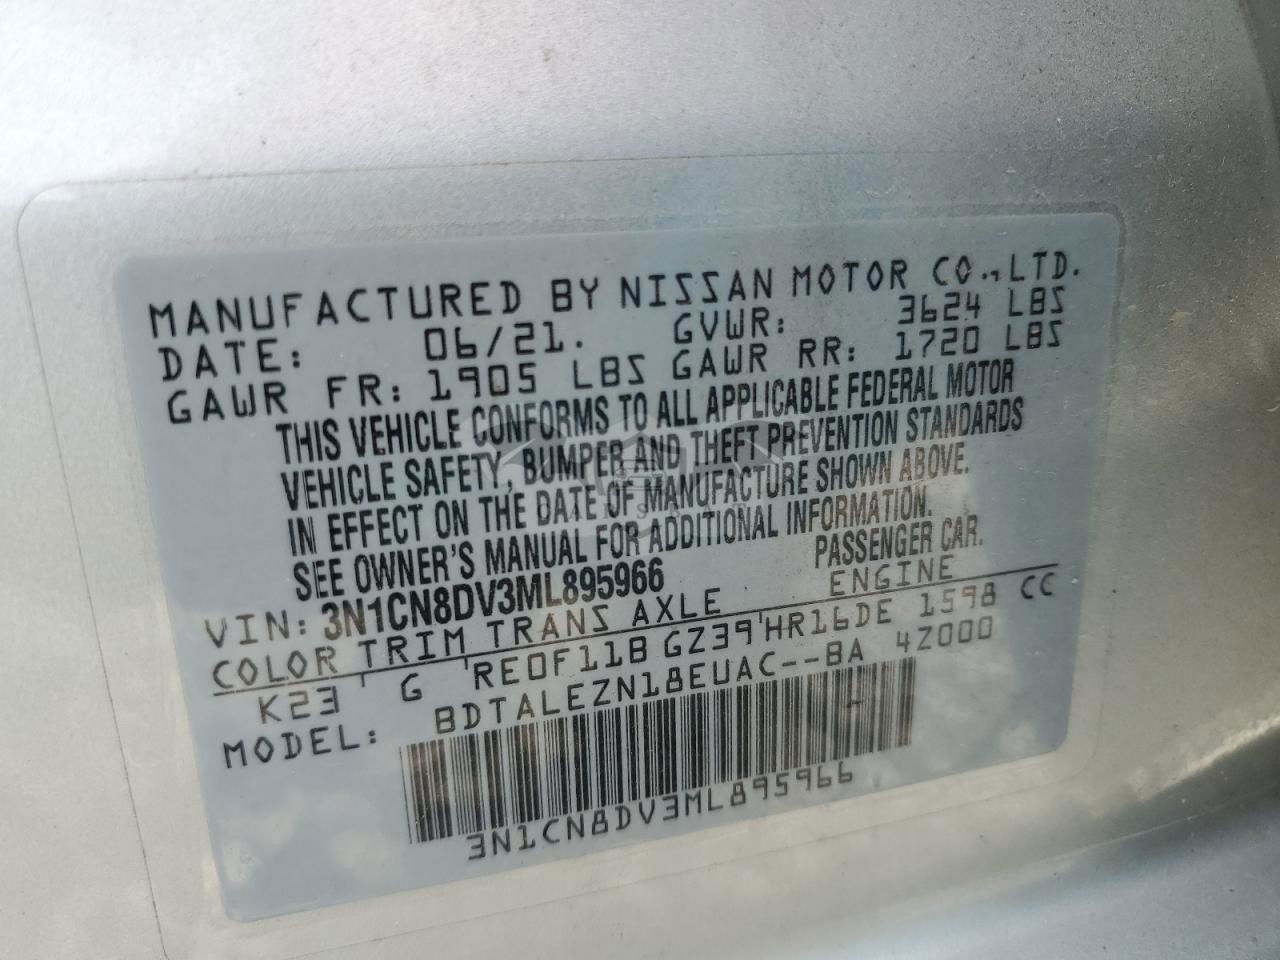 MANUFACTURED BY NISSAN MOTOR CO., LTD.
DATE: 06/21. GVWR: 3624 LBS
GAWR FR: 1905 LBS GAWR RR: 1720 LBS
THIS VEHICLE CONFORMS TO ALL APPLICABLE FEDERAL MOTOR
VEHICLE SAFETY, BUMPER AND THEFT PREVENTION STANDARDS
IN EFFECT ON THE DATE OF MANUFACTURE SHOWN ABOVE.
SEE OWNER'S MANUAL FOR ADDITIONAL INFORMATION.
VIN: 3N1CN8DV3ML895966 PASSENGER CAR.
COLOR TRIM TRANS AXLE ENGINE
K23 G RE0F11B GZ39 HR16DE 1598 CC
MODEL: BDTALEZN18EUAC--BA 4Z000
3N1CN8DV3ML895966